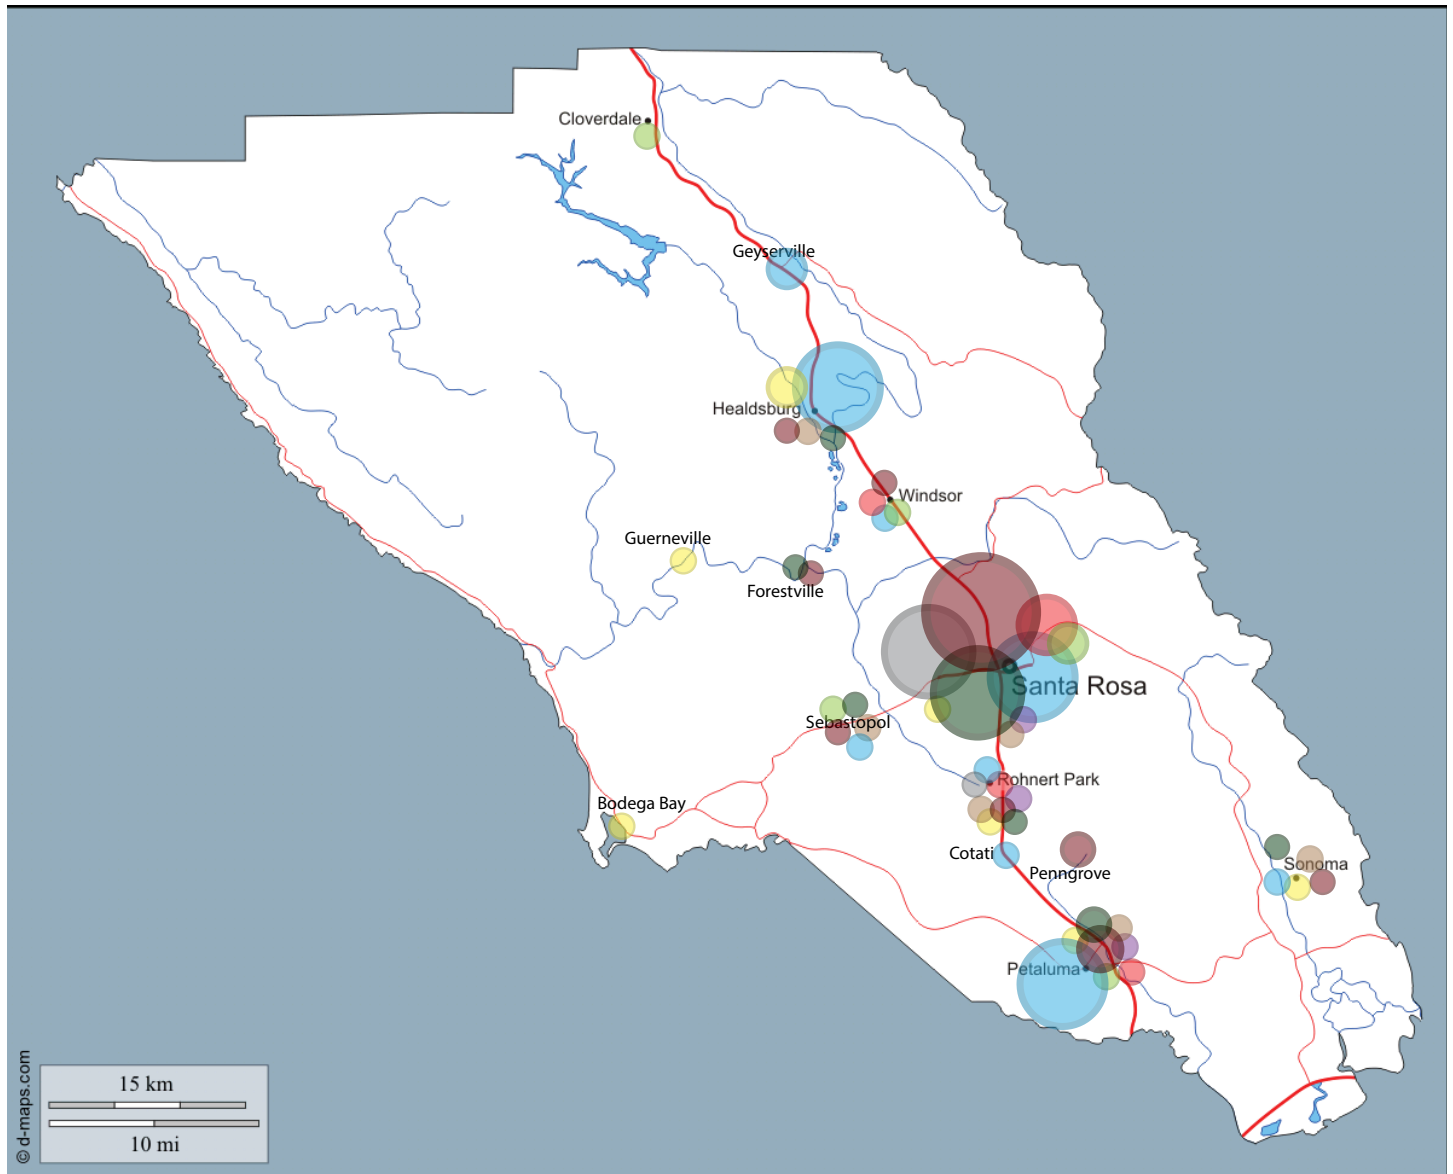 Cloverdale
Geyserville
Healdsburg
Windsor
Guerneville
Forestville
Santa Rosa
Sebastopol
Rohnert Park
Bodega Bay
Cotati
Penngrove
Sonoma
Petaluma
15 km
10 mi
© d-maps.com